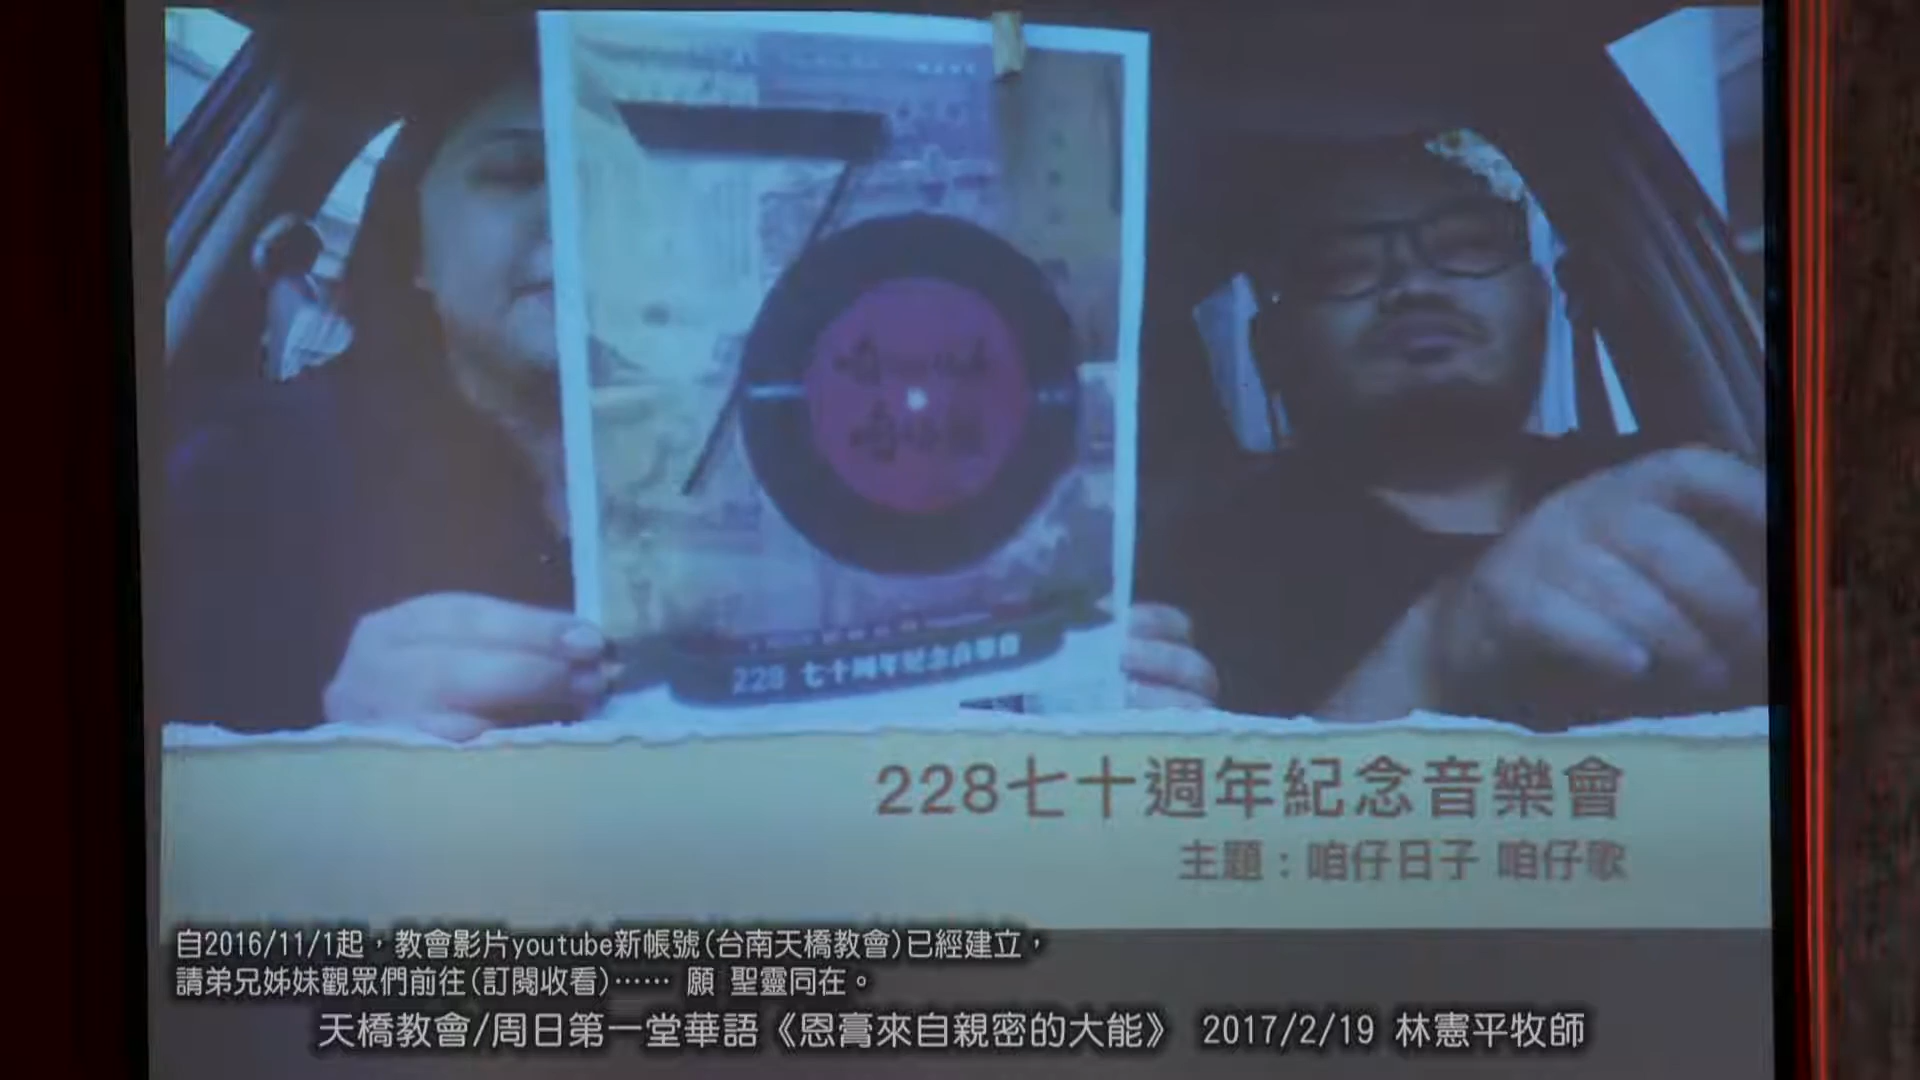 228 七十周年紀念音樂會
228七十週年紀念音樂會
主題：咱仔日子 咱仔歌
自2016/11/1起，教會影片youtube新帳號(台南天橋教會)已經建立，
請弟兄姊妹觀眾們前往(訂閱收看)…… 願 聖靈同在。
天橋教會/周日第一堂華語《恩膏來自親密的大能》 2017/2/19 林憲平牧師